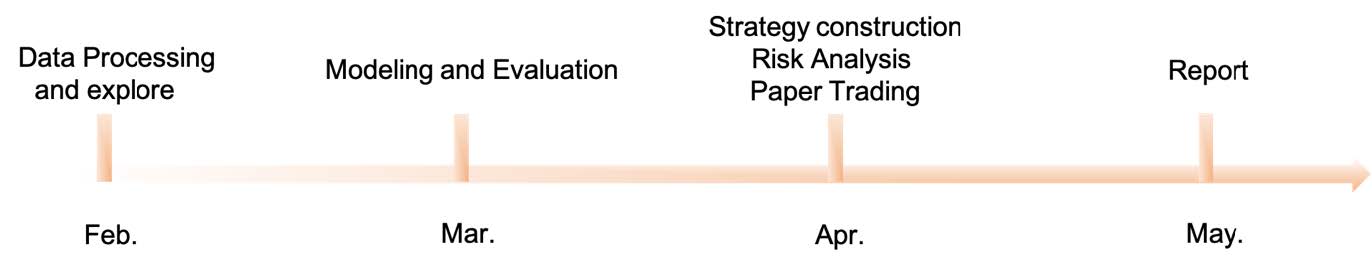 Data Processing
and explore
Modeling and Evaluation
Strategy construction
Risk Analysis
Paper Trading
Report
Feb.
Mar.
Apr.
May.